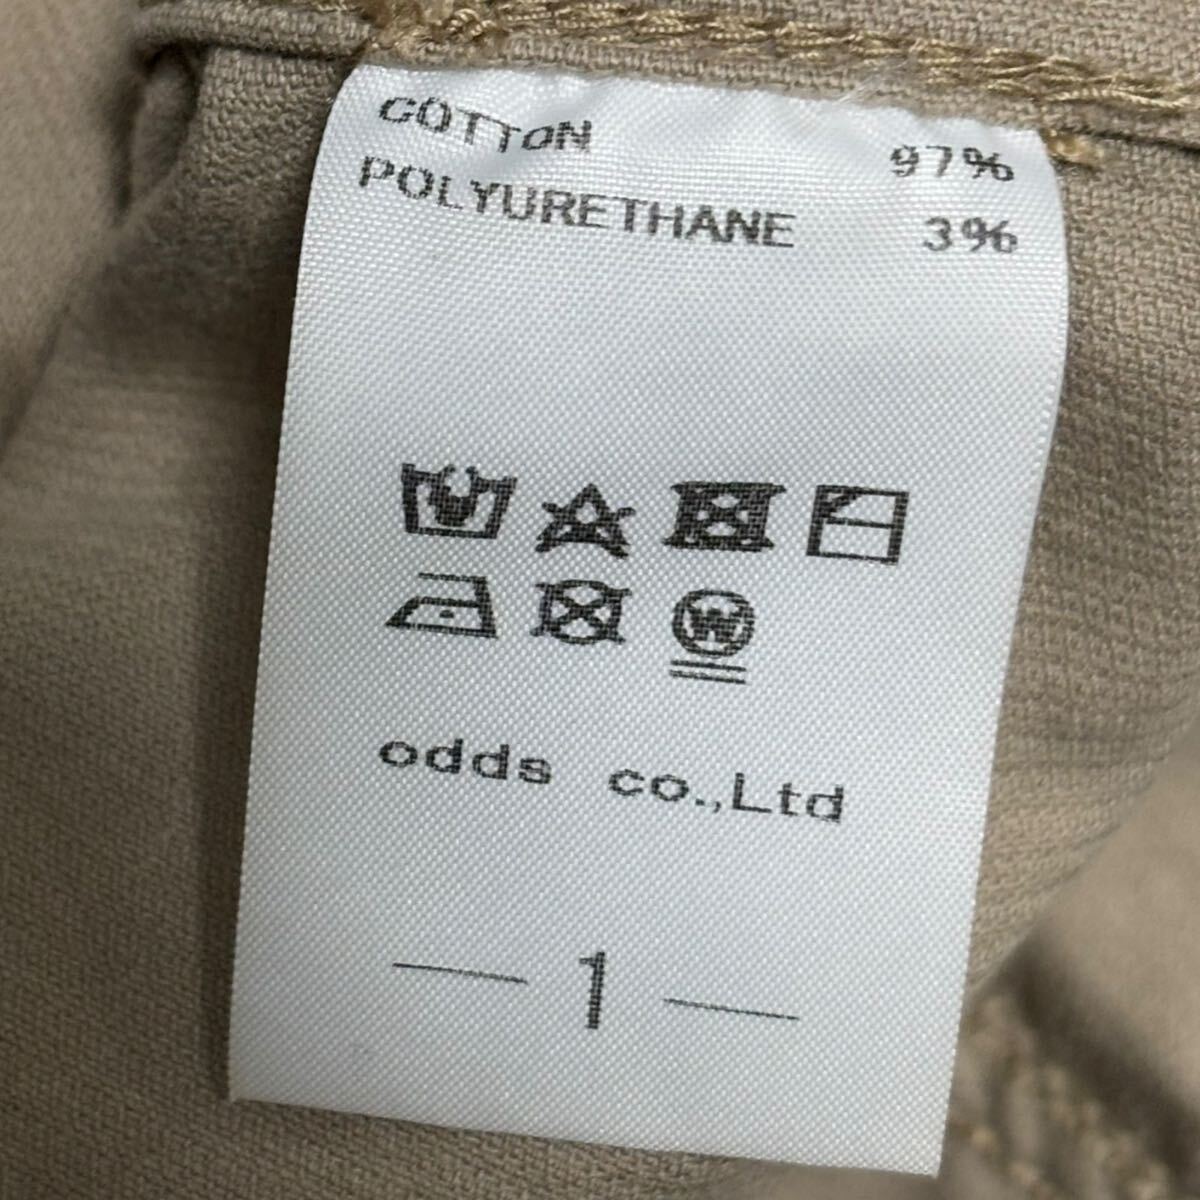 COTTON 97%
POLYURETHANE 3%
W
odds co.,Ltd
— 1 —